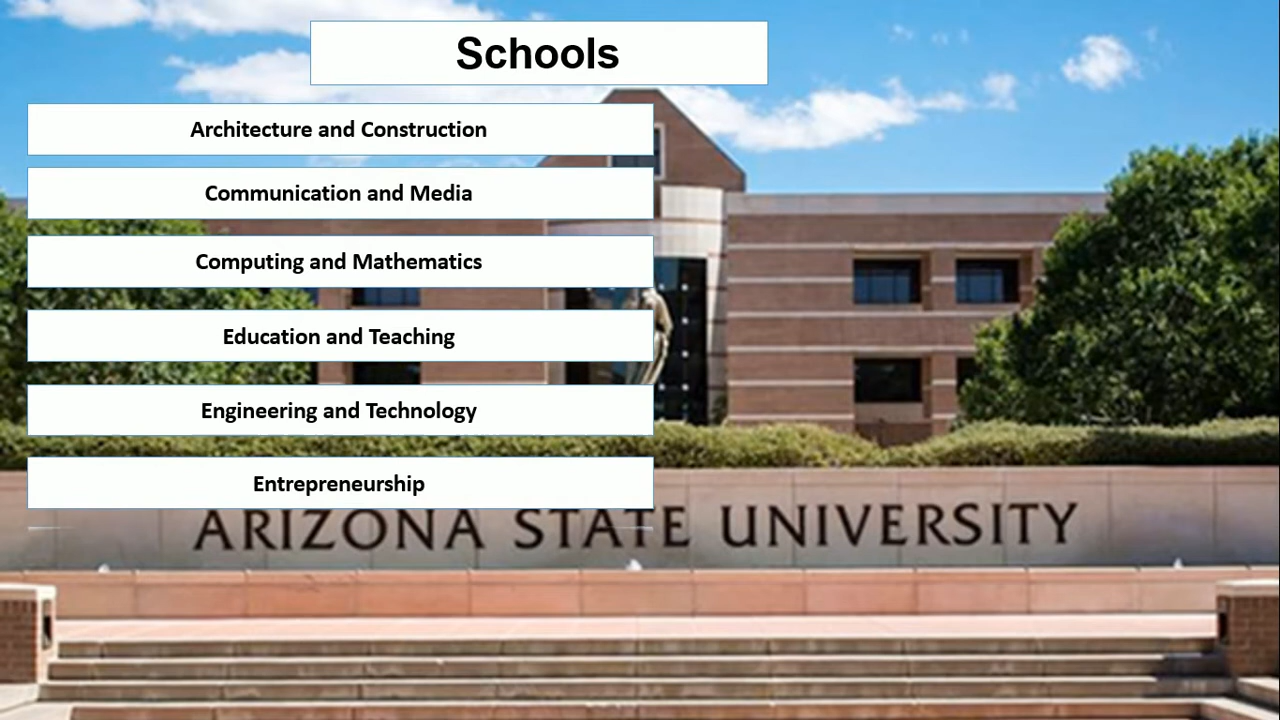 Schools
Architecture and Construction
Communication and Media
Computing and Mathematics
Education and Teaching
Engineering and Technology
Entrepreneurship
ARIZONA STATE UNIVERSITY